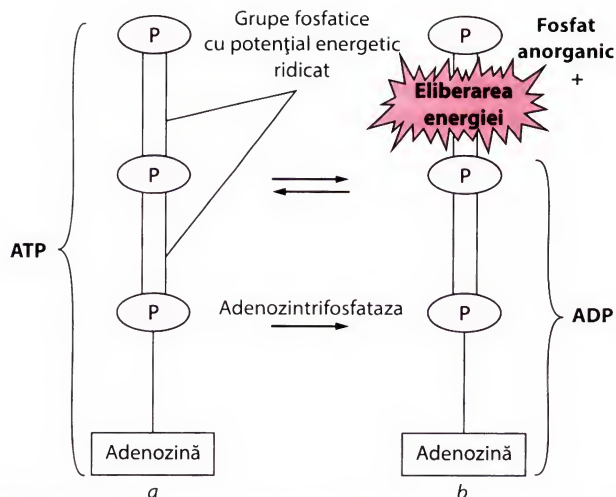 P
Grupe fosfatice
cu potențial energetic
ridicat
P
Fosfat
anorganic
+
Eliberarea
energiei
P
P
ATP
P
Adenozintrifosfataza
P
ADP
Adenozină
Adenozină
a
b